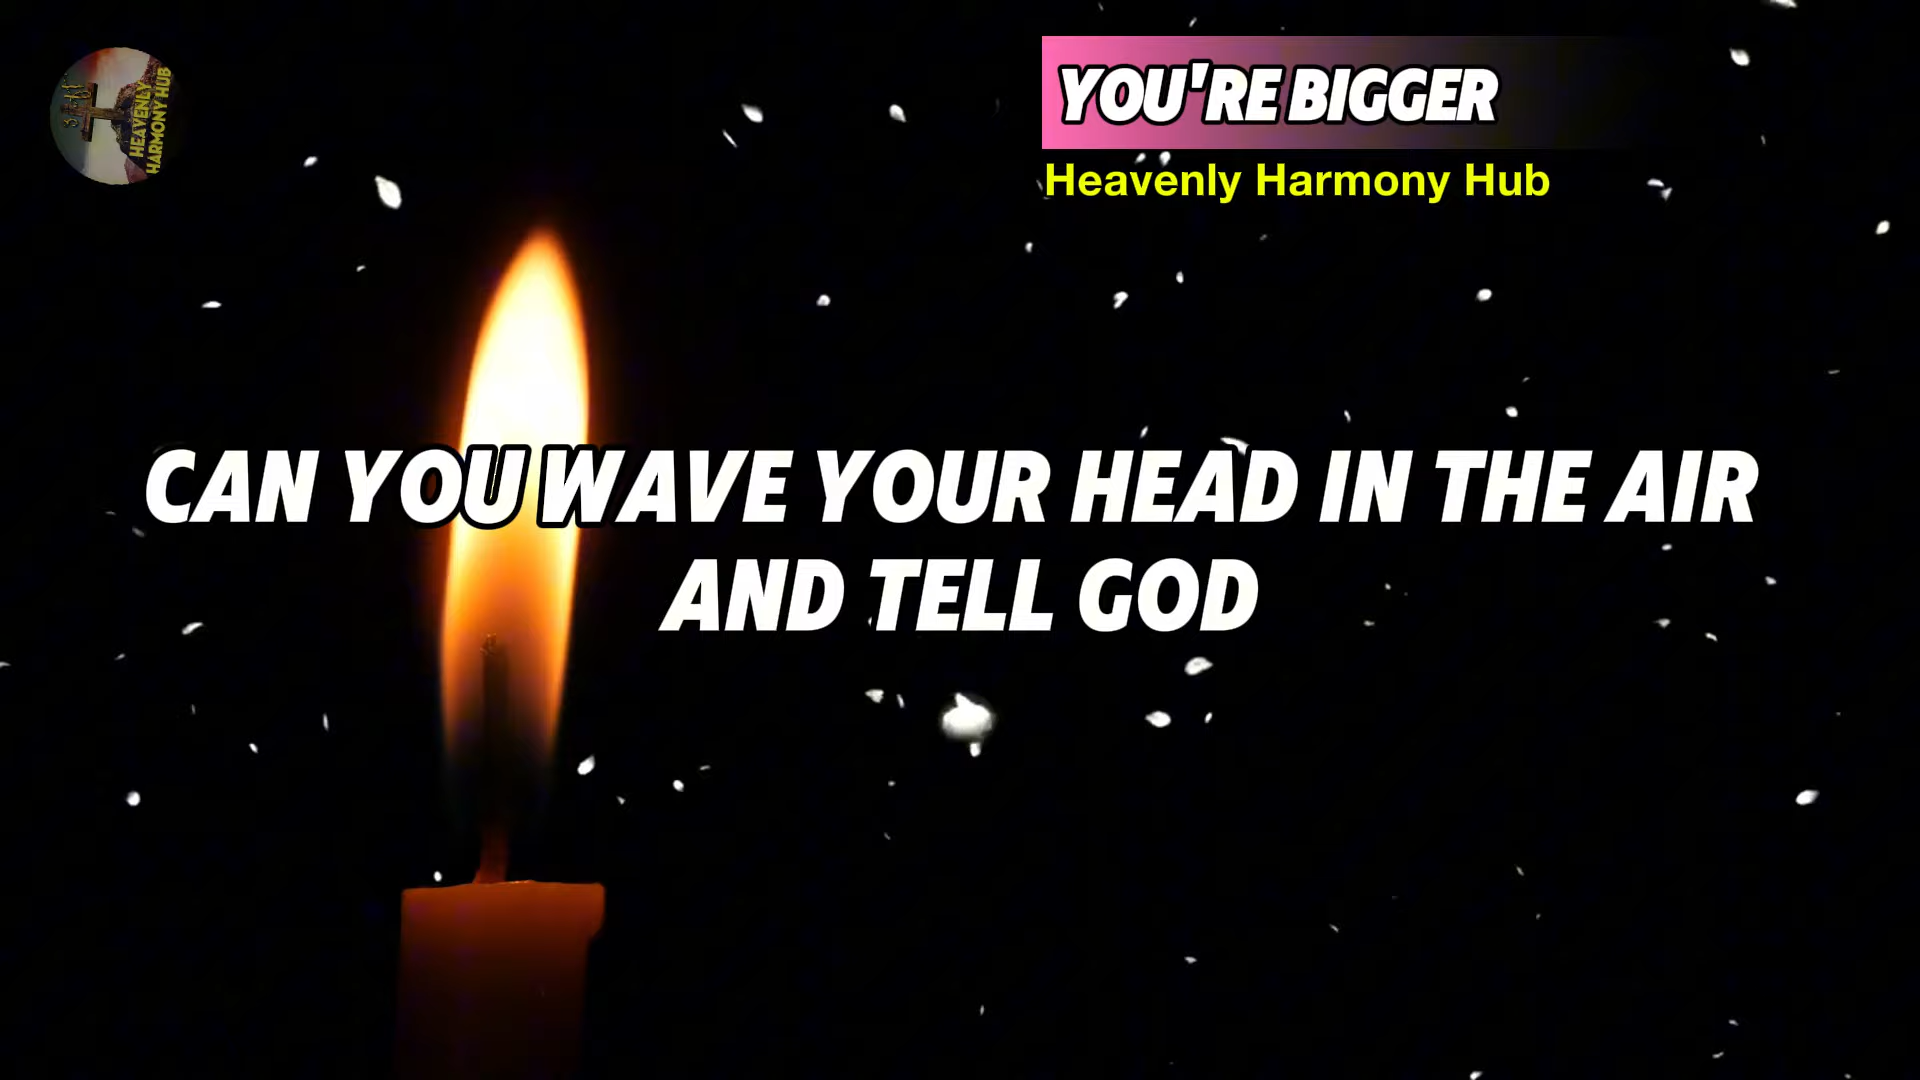 HEAVENLY
HARMONY HUB
YOU'RE BIGGER
Heavenly Harmony Hub
CAN YOU WAVE YOUR HEAD IN THE AIR
AND TELL GOD